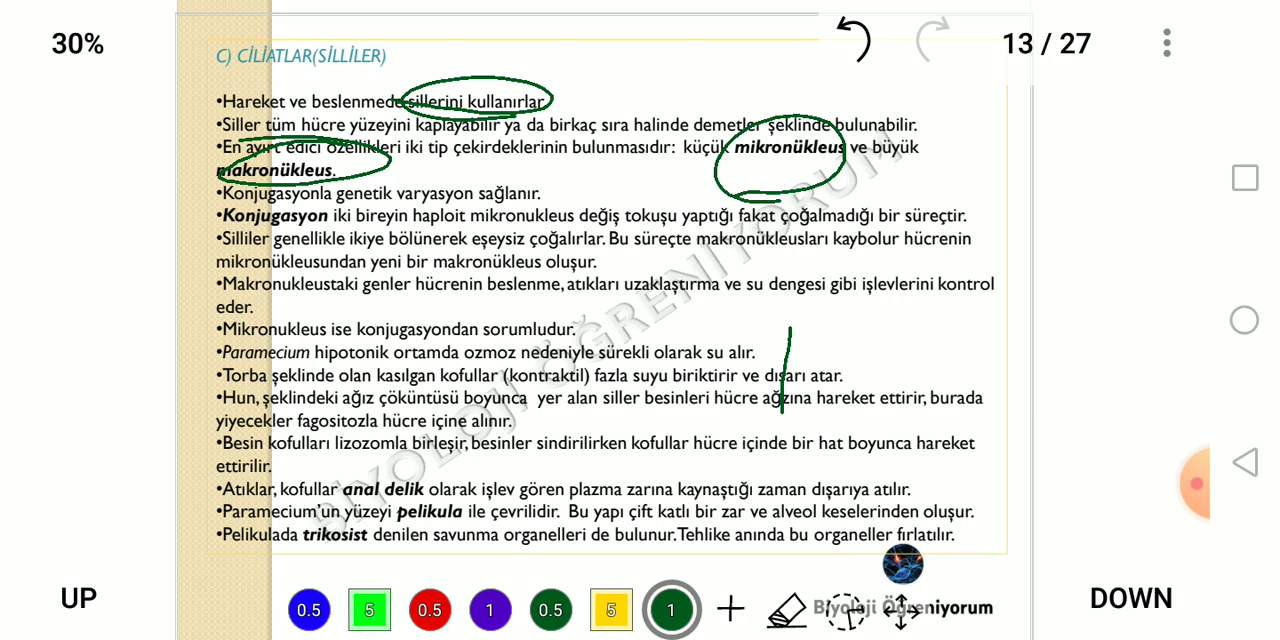 30%
13 / 27
C) CİLİATLAR(SİLLİLER)
•Hareket ve beslenmede sillerini kullanırlar
•Siller tüm hücre yüzeyini kaplayabilir ya da birkaç sıra halinde demetler şeklinde bulunabilir.
•En ayırt edici özellikleri iki tip çekirdeklerinin bulunmasıdır: küçük mikronükleus ve büyük
makronükleus.
•Konjugasyonla genetik varyasyon sağlanır.
•Konjugasyon iki bireyin haploit mikronukleus değiş tokuşu yaptığı fakat çoğalmadığı bir süreçtir.
•Silliler genellikle ikiye bölünerek eşeysiz çoğalırlar. Bu süreçte makronükleusları kaybolur hücrenin
mikronükleusundan yeni bir makronükleus oluşur.
•Makronukleustaki genler hücrenin beslenme, atıkları uzaklaştırma ve su dengesi gibi işlevlerini kontrol
eder.
•Mikronukleus ise konjugasyondan sorumludur.
•Paramecium hipotonik ortamda ozmoz nedeniyle sürekli olarak su alır.
•Torba şeklinde olan kasılgan kofullar (kontraktil) fazla suyu biriktirir ve dışarı atar.
•Hun, şeklindeki ağız çöküntüsü boyunca yer alan siller besinleri hücre ağzına hareket ettirir, burada
yiyecekler fagositozla hücre içine alınır.
•Besin kofulları lizozomla birleşir, besinler sindirilirken kofullar hücre içinde bir hat boyunca hareket
ettirilir.
•Atıklar, kofullar anal delik olarak işlev gören plazma zarına kaynaştığı zaman dışarıya atılır.
•Paramecium'un yüzeyi pelikula ile çevrilidir. Bu yapı çift katlı bir zar ve alveol keselerinden oluşur.
•Pelikulada trikosist denilen savunma organelleri de bulunur. Tehlike anında bu organeller fırlatılır.
BİYOLOJİ ÖĞRENİYORUM
UP
0.5 5 0.5 1 0.5 5 1
Biyoloji Öğreniyorum
DOWN